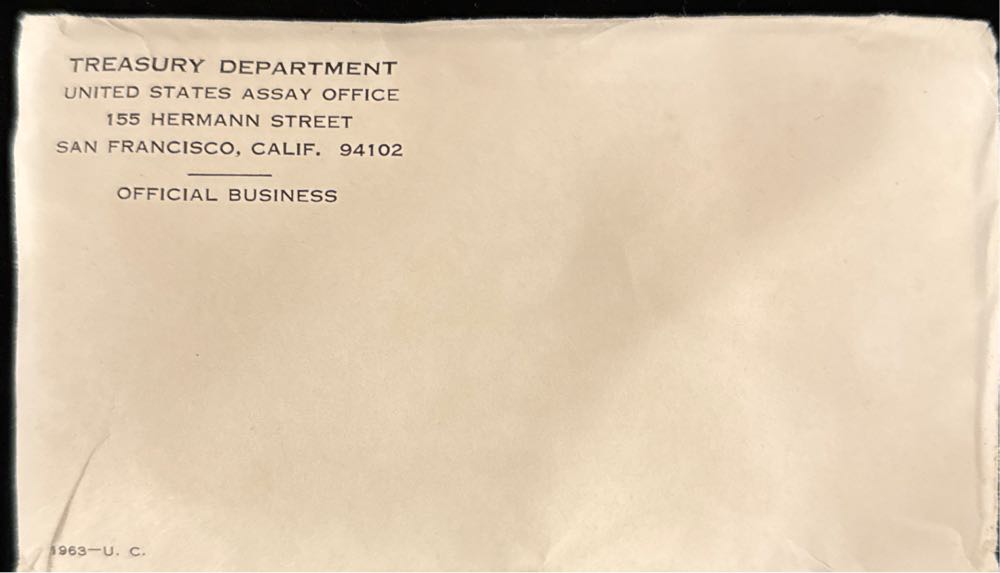 TREASURY DEPARTMENT
UNITED STATES ASSAY OFFICE
155 HERMANN STREET
SAN FRANCISCO, CALIF. 94102
OFFICIAL BUSINESS
1963—U. C.